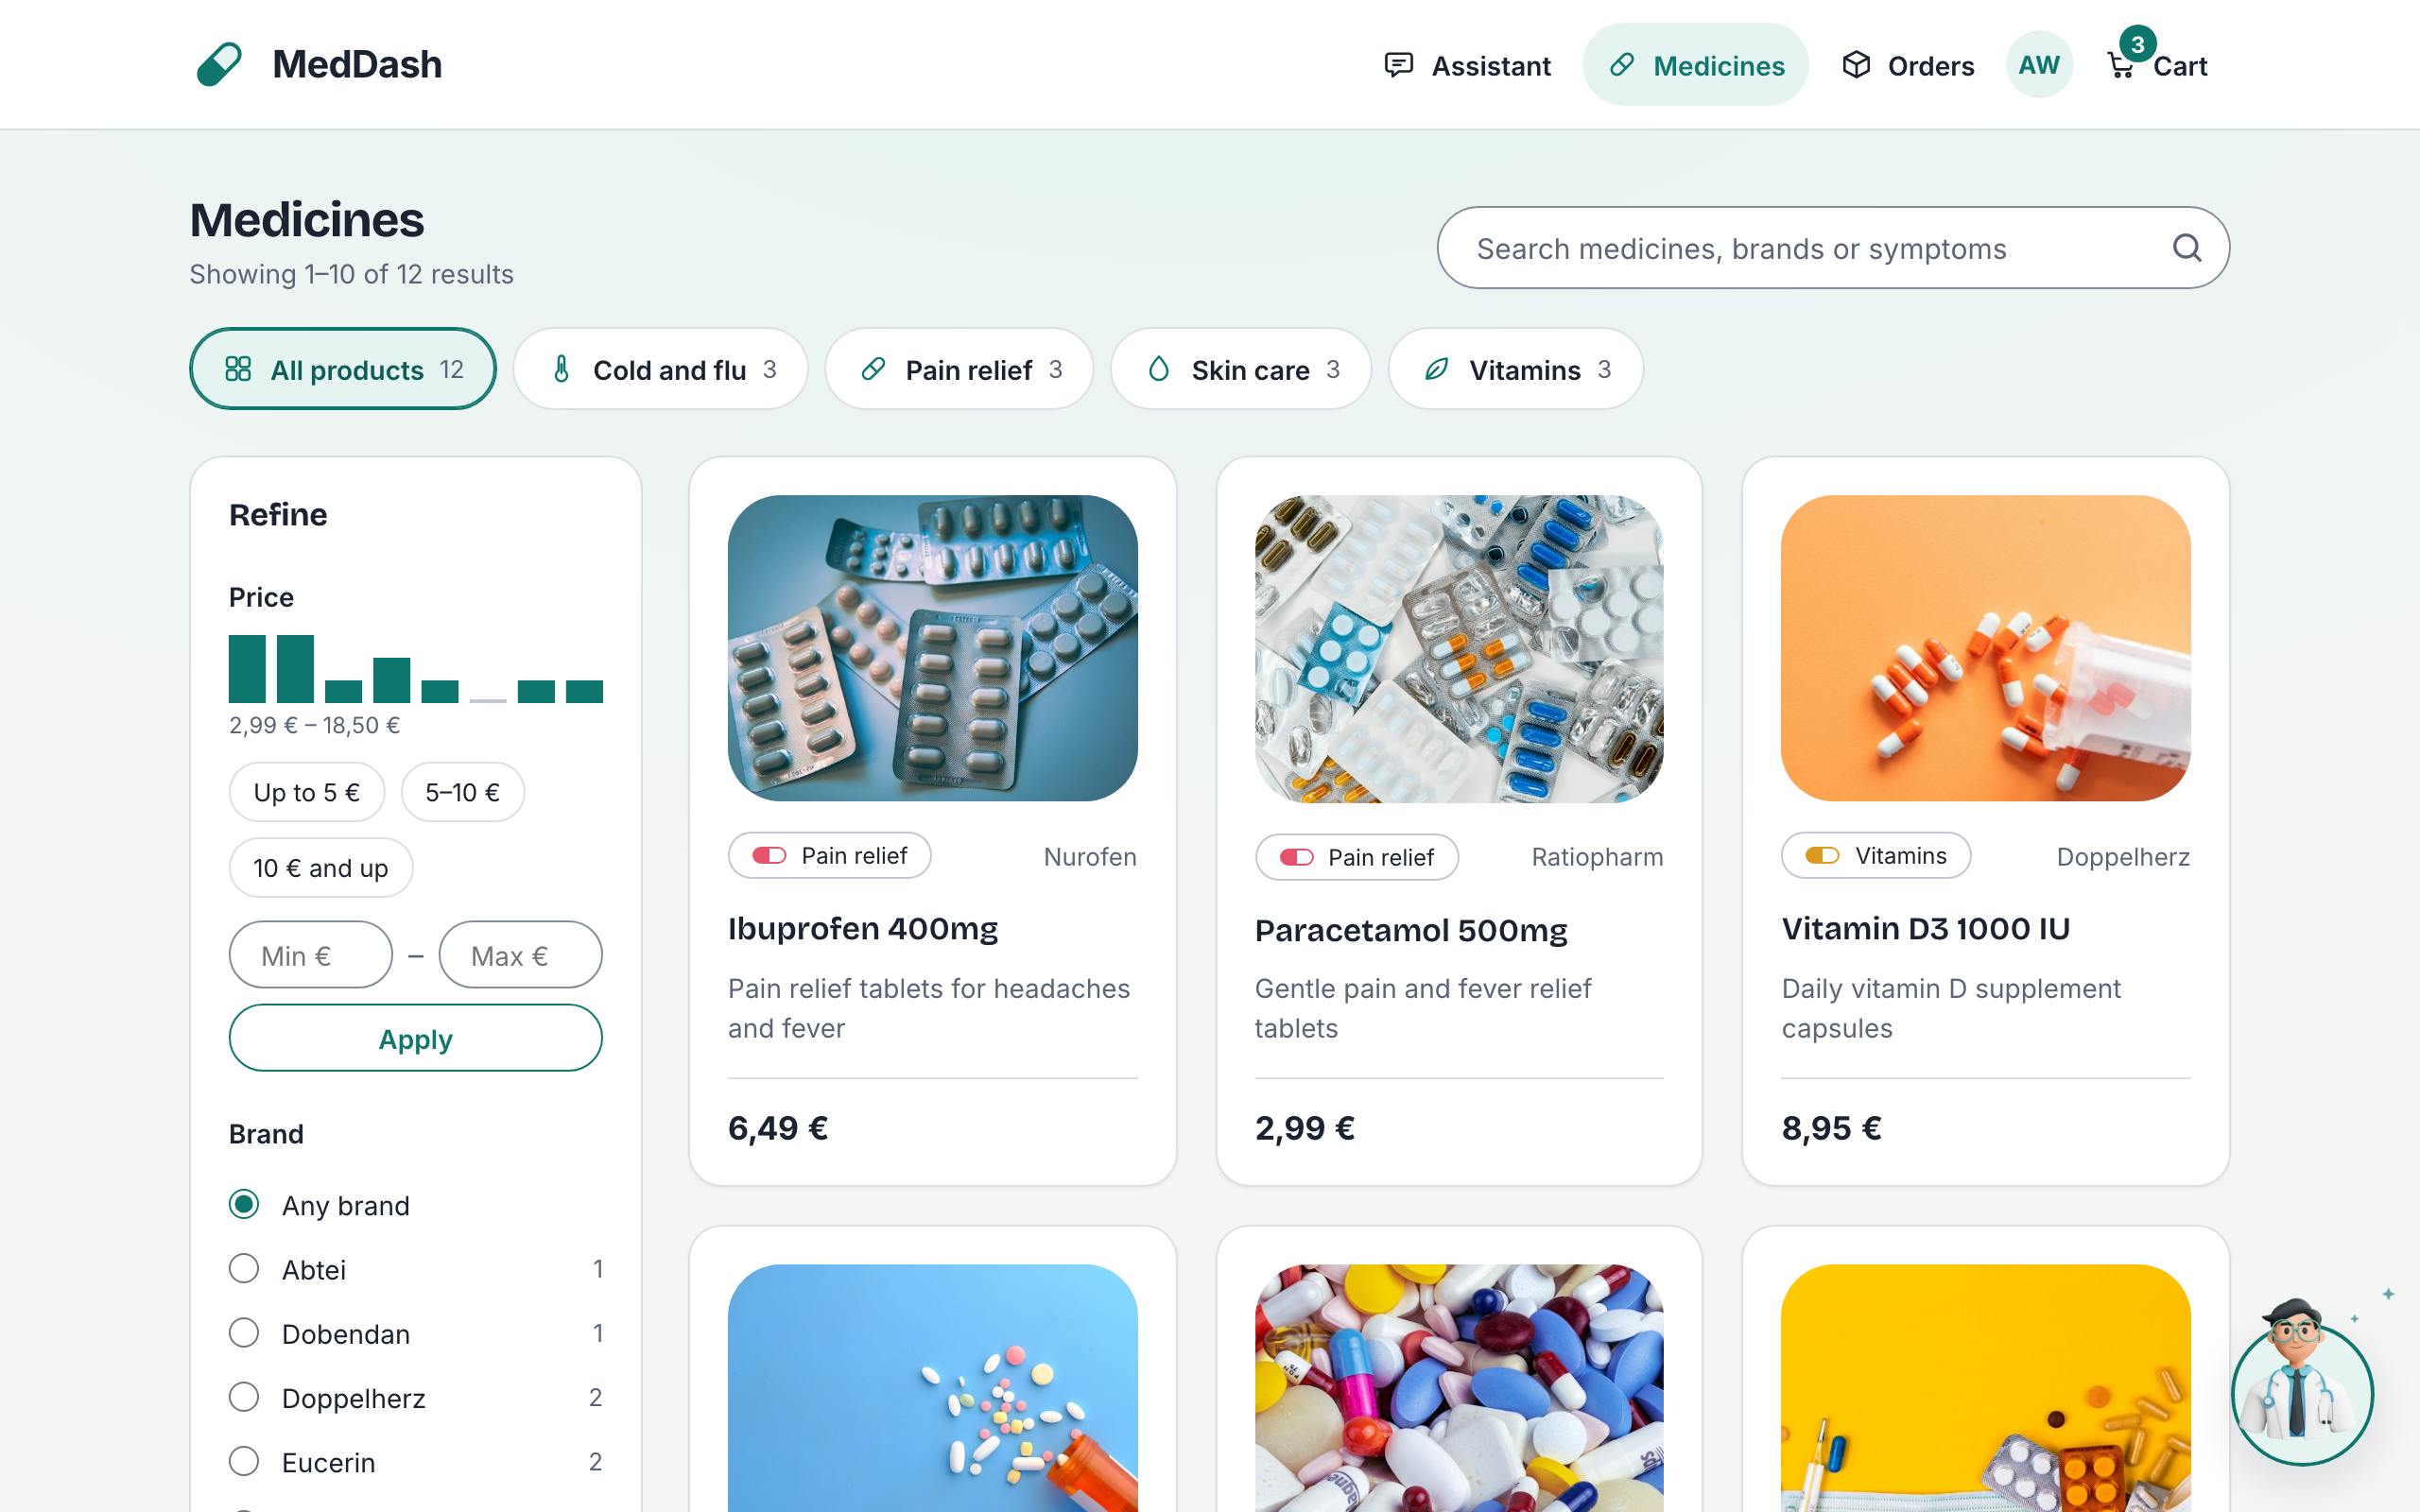 MedDash
Assistant
Medicines
Orders
AW
3
Cart
Medicines
Showing 1–10 of 12 results
Search medicines, brands or symptoms
All products 12
Cold and flu 3
Pain relief 3
Skin care 3
Vitamins 3
Refine
Price
2,99 € – 18,50 €
Up to 5 €
5–10 €
10 € and up
Min € – Max €
Apply
Brand
Any brand
Abtei 1
Dobendan 1
Doppelherz 2
Eucerin 2
Pain relief Nurofen
Ibuprofen 400mg
Pain relief tablets for headaches
and fever
6,49 €
Pain relief Ratiopharm
Paracetamol 500mg
Gentle pain and fever relief
tablets
2,99 €
Vitamins Doppelherz
Vitamin D3 1000 IU
Daily vitamin D supplement
capsules
8,95 €